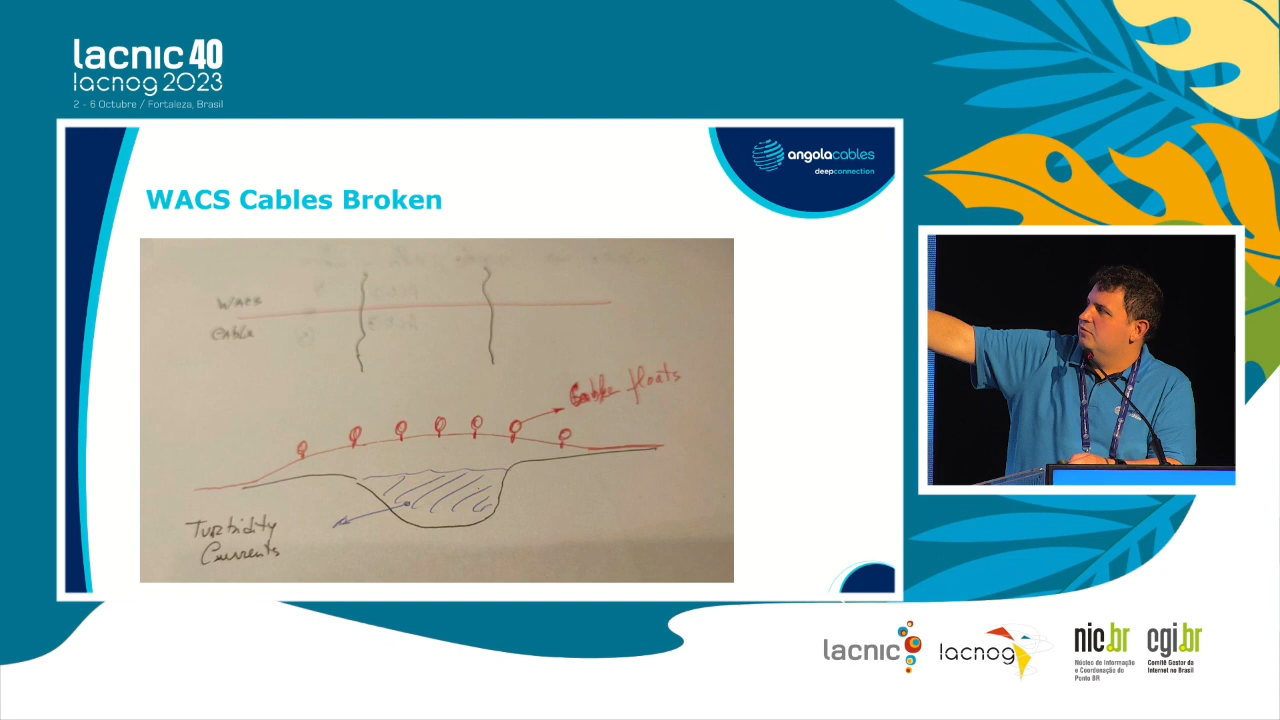 lacnic 40
lacnog 2023
2 - 6 Octubre / Fortaleza, Brasil
angolacables
deepconnection
WACS Cables Broken
WACS
Cable
Cable floats
Turbidity
Currents
lacnic
lacnog
nic.br
Núcleo de Informação
e Coordenação do
Ponto BR
cgi.br
Comitê Gestor da
Internet no Brasil